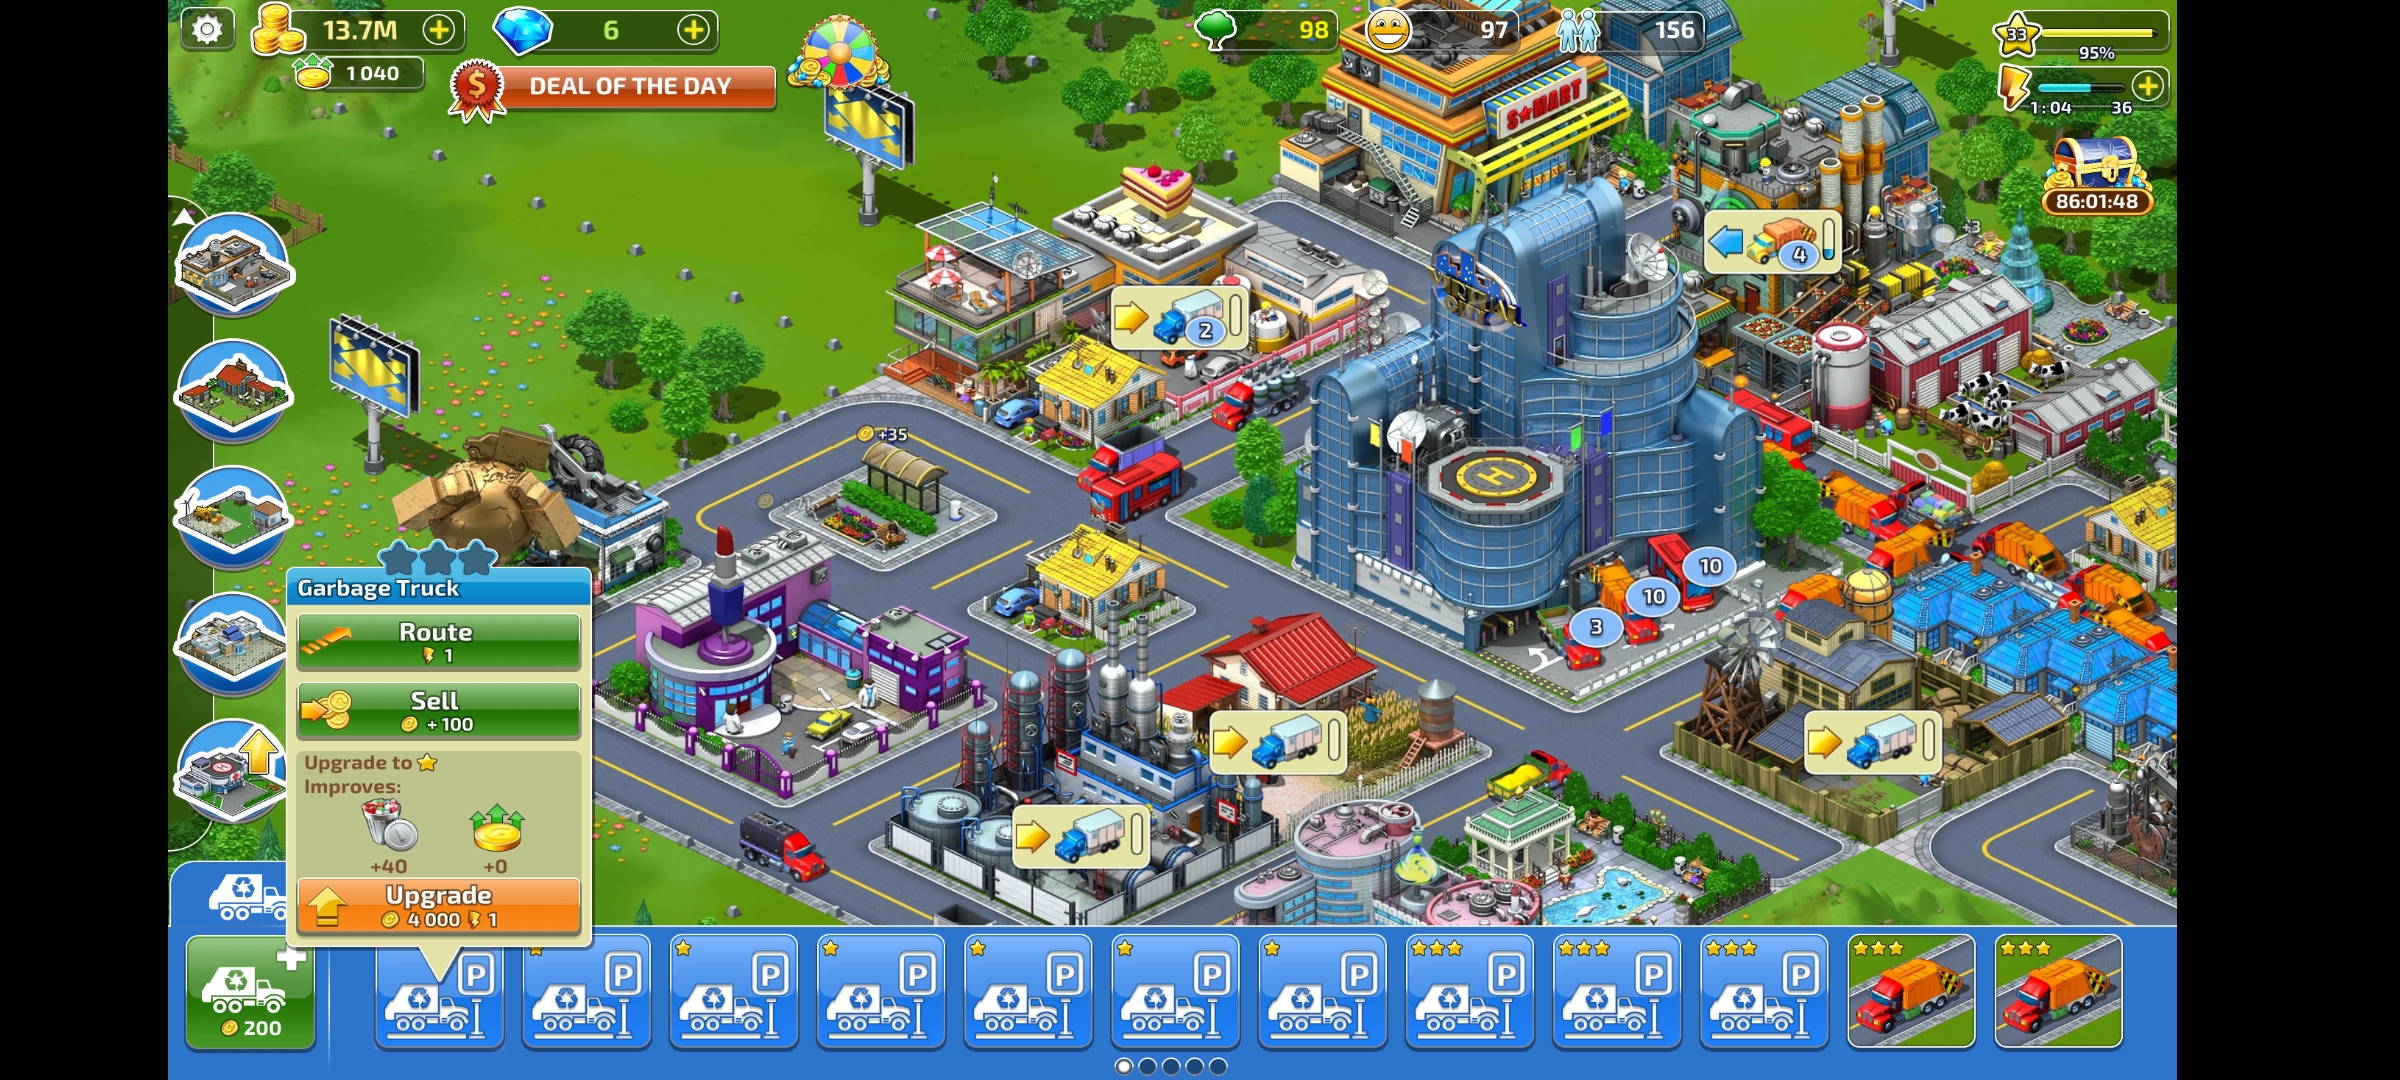 13.7M
6
98
97
156
33
95%
1 040
DEAL OF THE DAY
1:04
36
S★MART
86:01:48
4
+3
2
+35
H
10
10
3
Garbage Truck
Route
1
Sell
+ 100
Upgrade to
Improves:
+40
+0
Upgrade
4 000
1
200
P
P
P
P
P
P
P
P
P
P